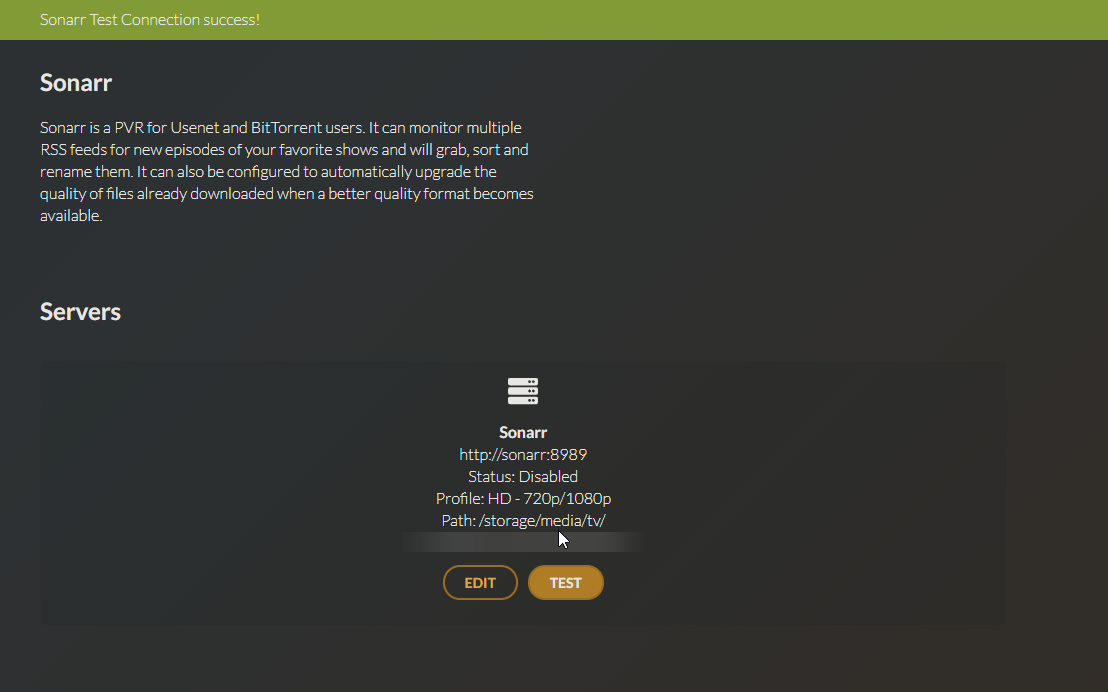 Sonarr Test Connection success!
Sonarr
Sonarr is a PVR for Usenet and BitTorrent users. It can monitor multiple
RSS feeds for new episodes of your favorite shows and will grab, sort and
rename them. It can also be configured to automatically upgrade the
quality of files already downloaded when a better quality format becomes
available.
Servers
Sonarr
http://sonarr:8989
Status: Disabled
Profile: HD - 720p/1080p
Path: /storage/media/tv/
EDIT
TEST